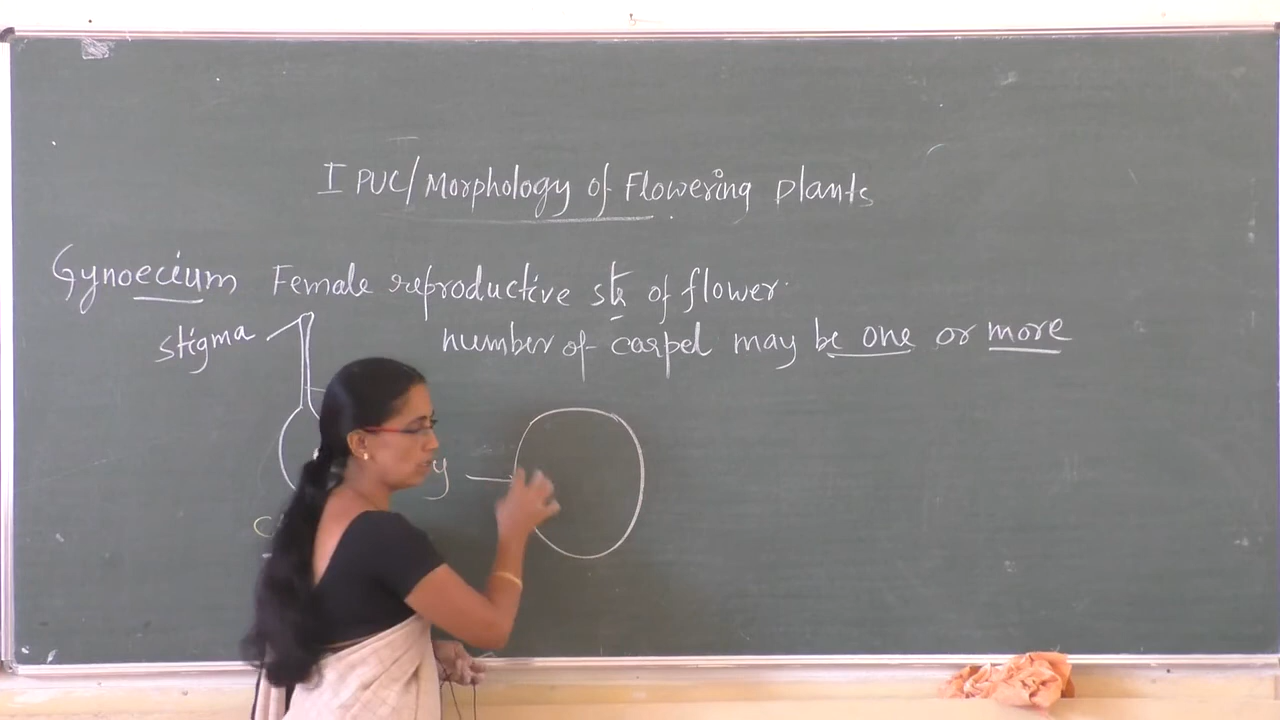 I PUC/Morphology of Flowering Plants
Gynoecium Female reproductive str of flower.
stigma
number of carpel may be one or more
y
C